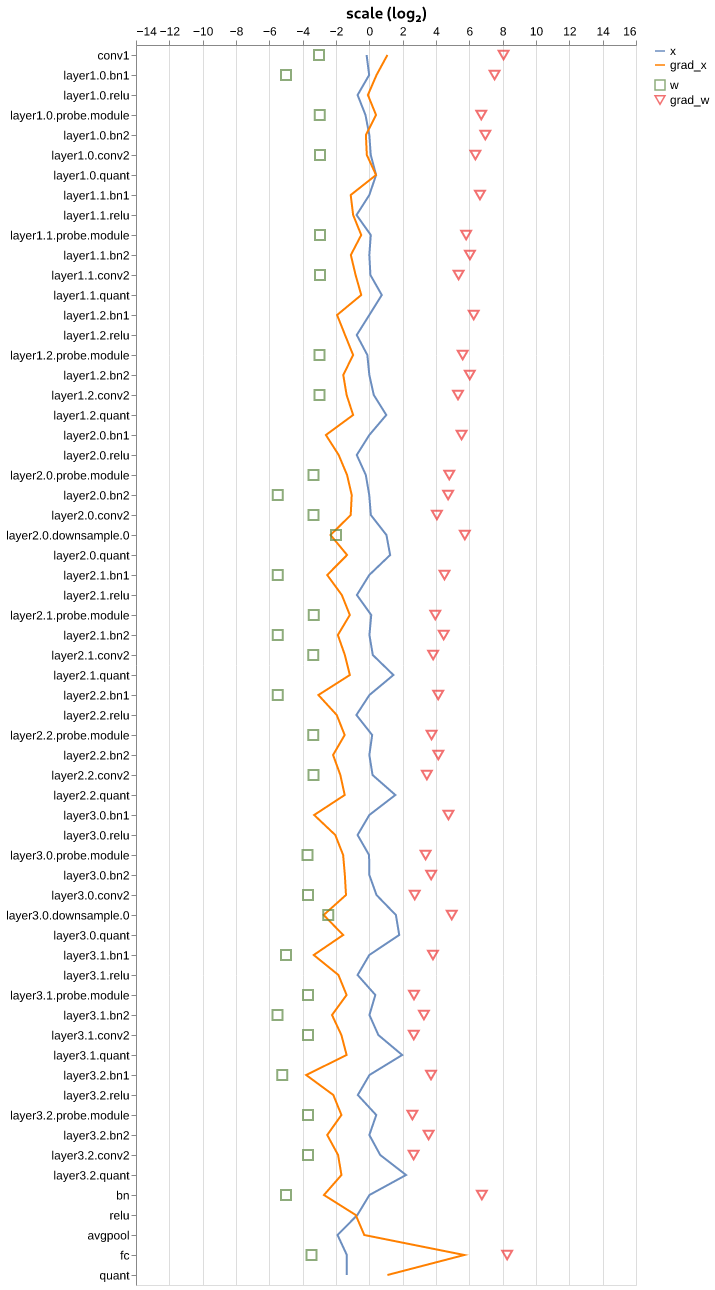 scale (log₂)
−14 −12 −10 −8 −6 −4 −2 0 2 4 6 8 10 12 14 16
x
grad_x
w
grad_w
conv1
layer1.0.bn1
layer1.0.relu
layer1.0.probe.module
layer1.0.bn2
layer1.0.conv2
layer1.0.quant
layer1.1.bn1
layer1.1.relu
layer1.1.probe.module
layer1.1.bn2
layer1.1.conv2
layer1.1.quant
layer1.2.bn1
layer1.2.relu
layer1.2.probe.module
layer1.2.bn2
layer1.2.conv2
layer1.2.quant
layer2.0.bn1
layer2.0.relu
layer2.0.probe.module
layer2.0.bn2
layer2.0.conv2
layer2.0.downsample.0
layer2.0.quant
layer2.1.bn1
layer2.1.relu
layer2.1.probe.module
layer2.1.bn2
layer2.1.conv2
layer2.1.quant
layer2.2.bn1
layer2.2.relu
layer2.2.probe.module
layer2.2.bn2
layer2.2.conv2
layer2.2.quant
layer3.0.bn1
layer3.0.relu
layer3.0.probe.module
layer3.0.bn2
layer3.0.conv2
layer3.0.downsample.0
layer3.0.quant
layer3.1.bn1
layer3.1.relu
layer3.1.probe.module
layer3.1.bn2
layer3.1.conv2
layer3.1.quant
layer3.2.bn1
layer3.2.relu
layer3.2.probe.module
layer3.2.bn2
layer3.2.conv2
layer3.2.quant
bn
relu
avgpool
fc
quant